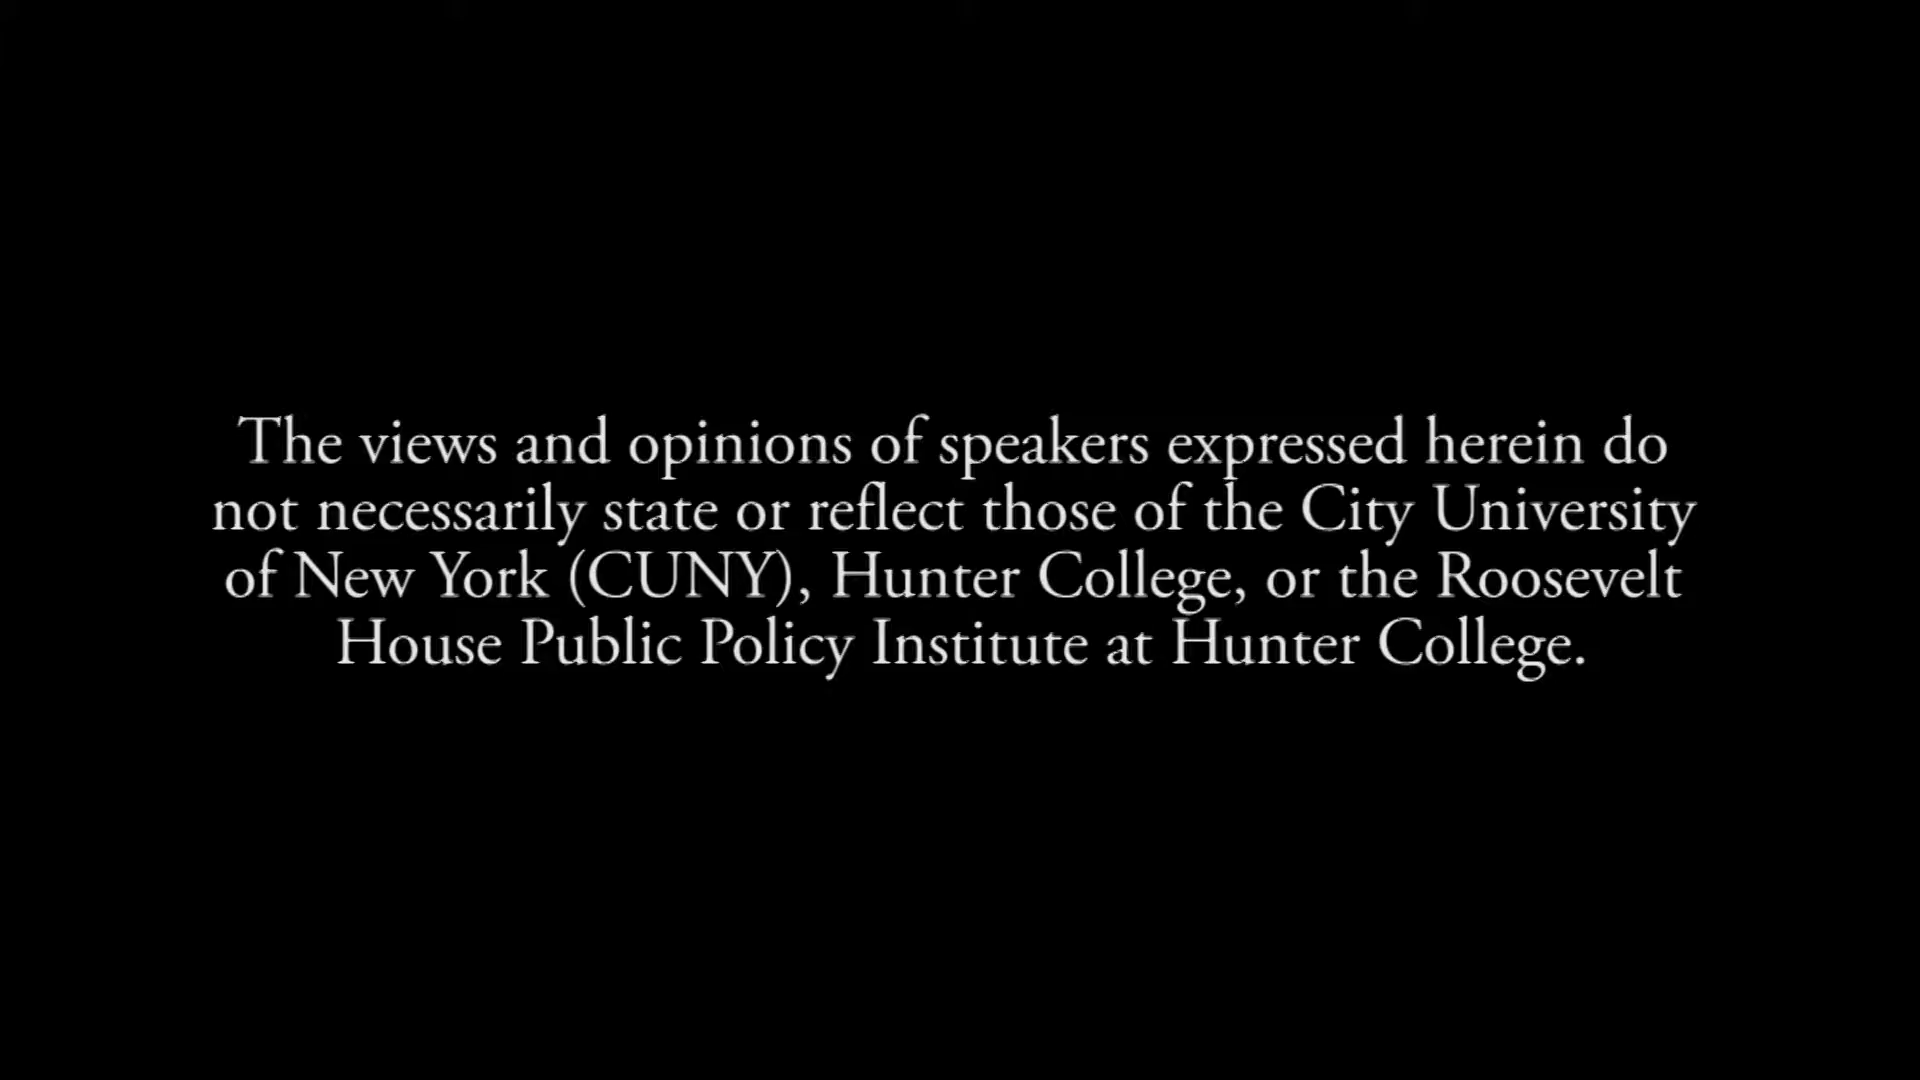 The views and opinions of speakers expressed herein do
not necessarily state or reflect those of the City University
of New York (CUNY), Hunter College, or the Roosevelt
House Public Policy Institute at Hunter College.